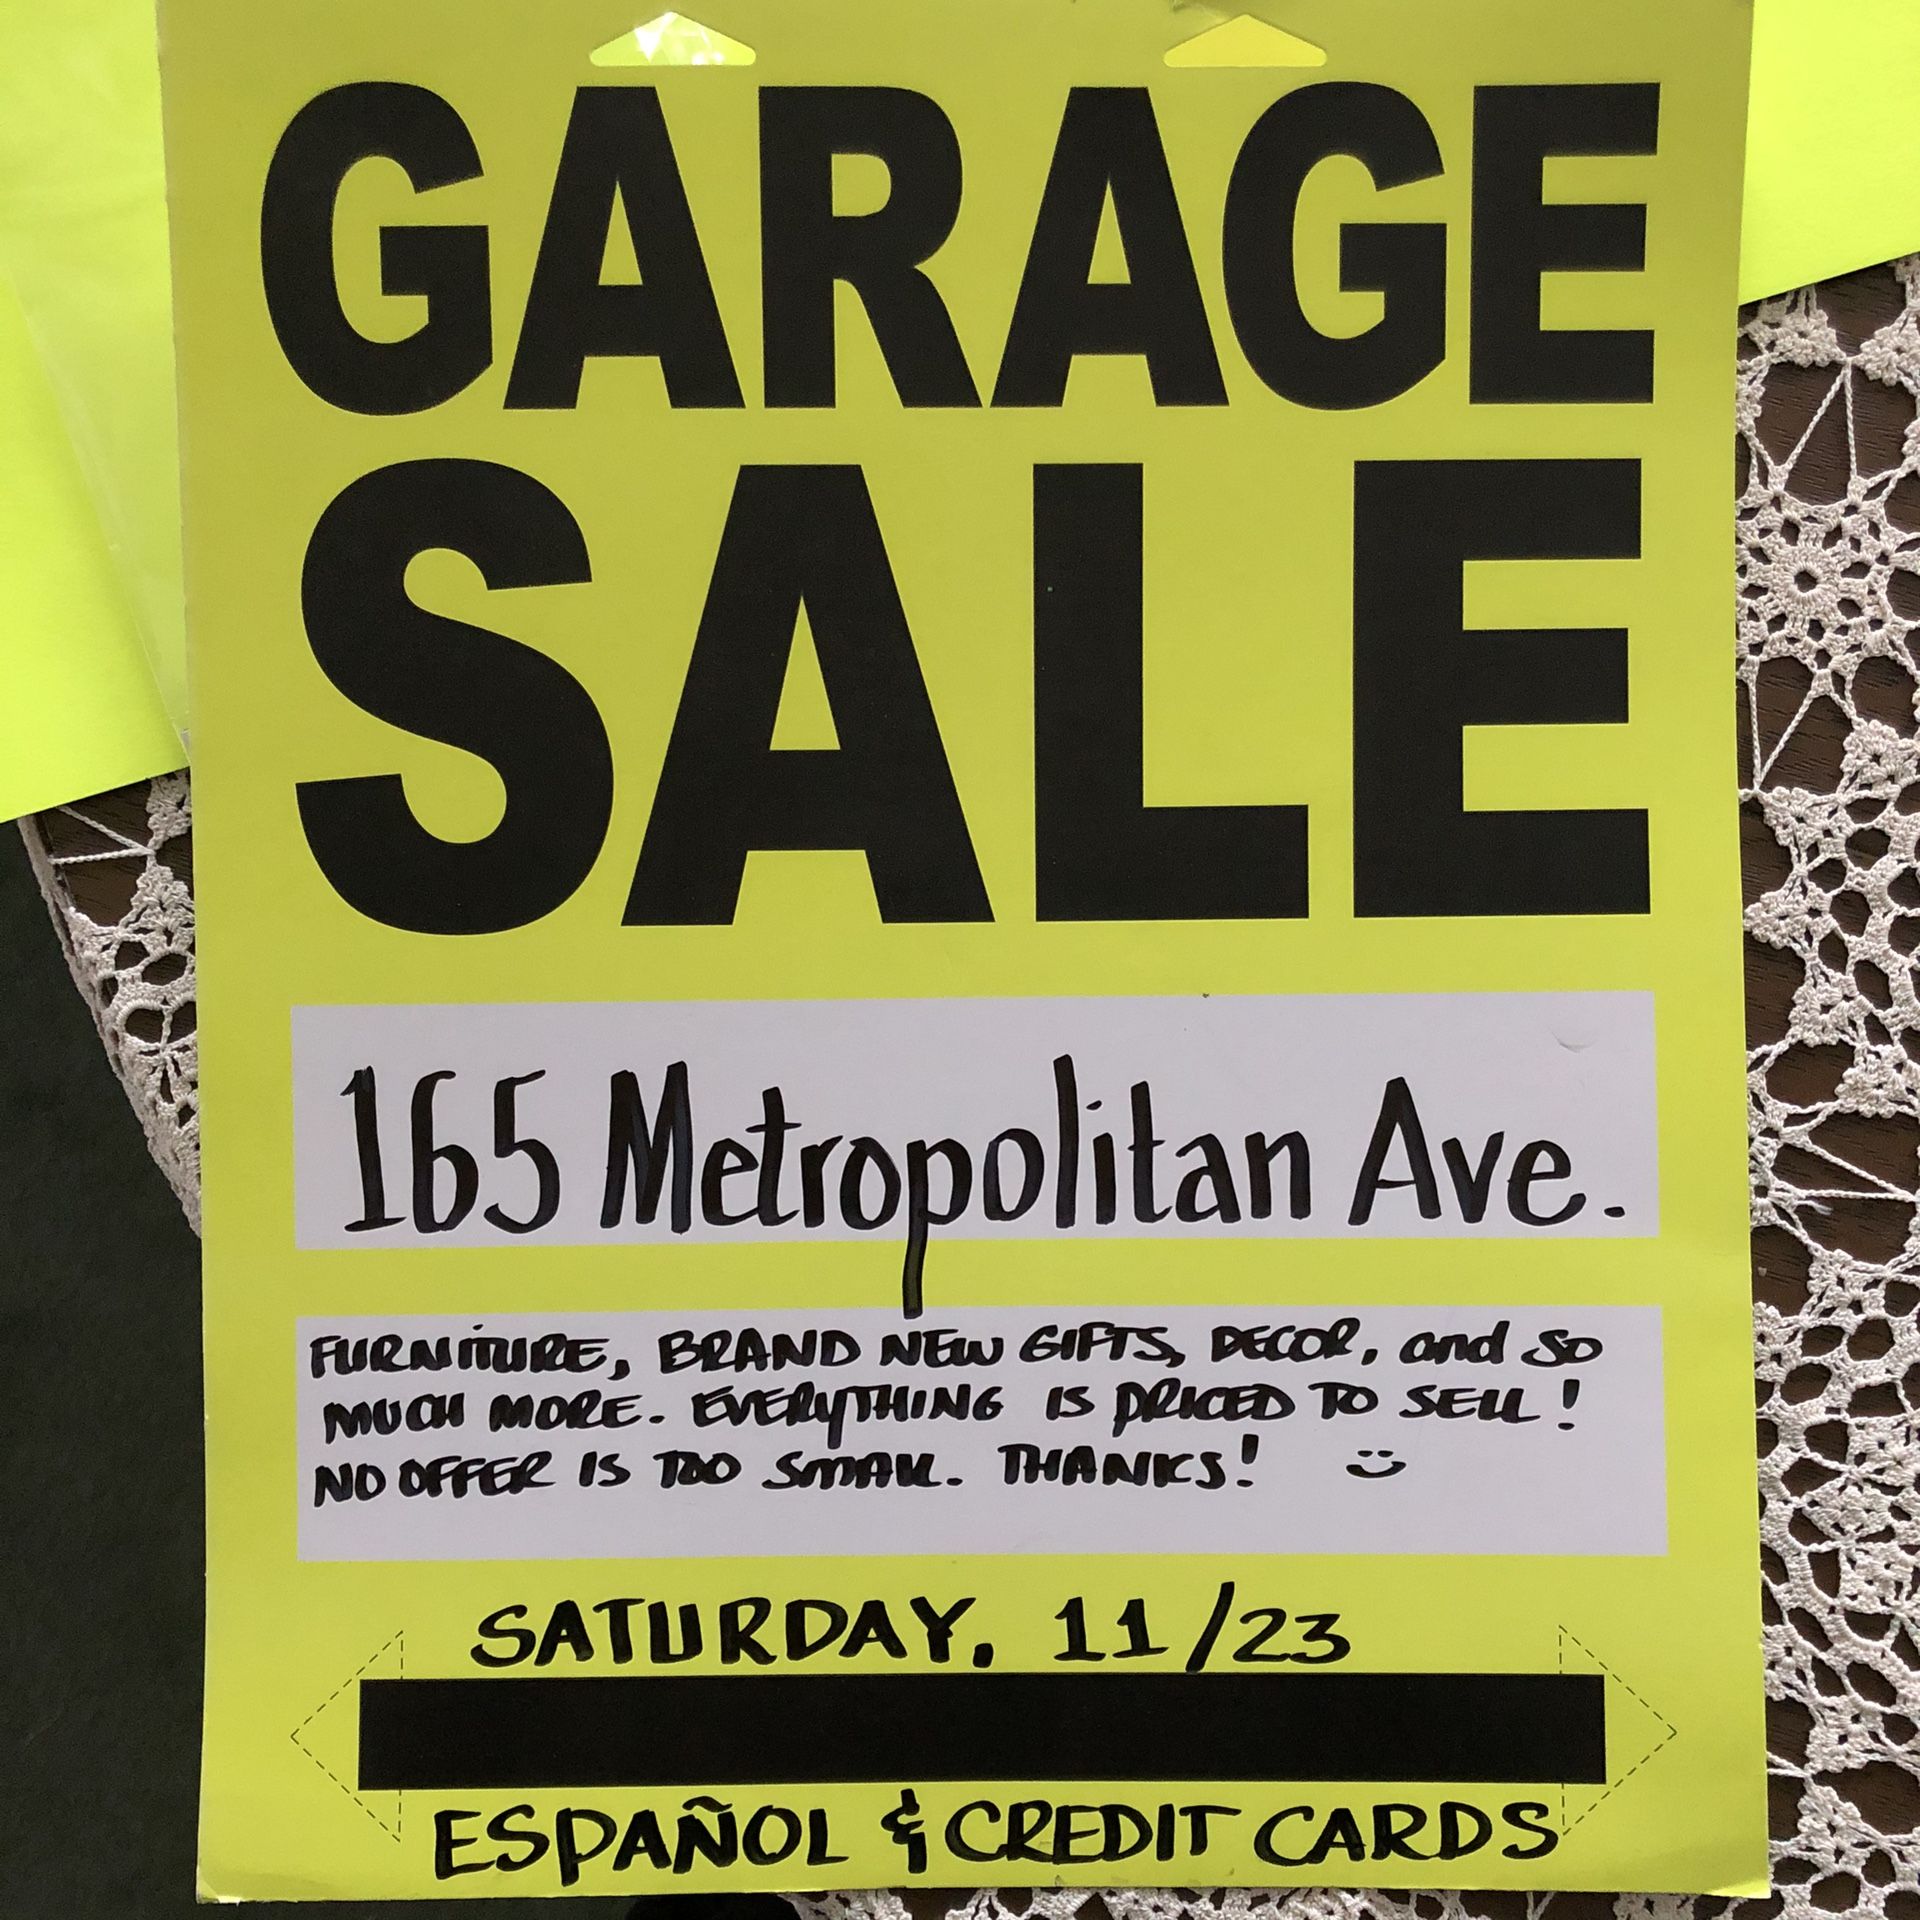 GARAGE
SALE
165 Metropolitan Ave.
FURNITURE, BRAND NEW GIFTS, DECOR, and SO
MUCH MORE. EVERYTHING IS PRICED TO SELL!
NO OFFER IS TOO SMALL. THANKS! :)
SATURDAY, 11/23
ESPAÑOL & CREDIT CARDS